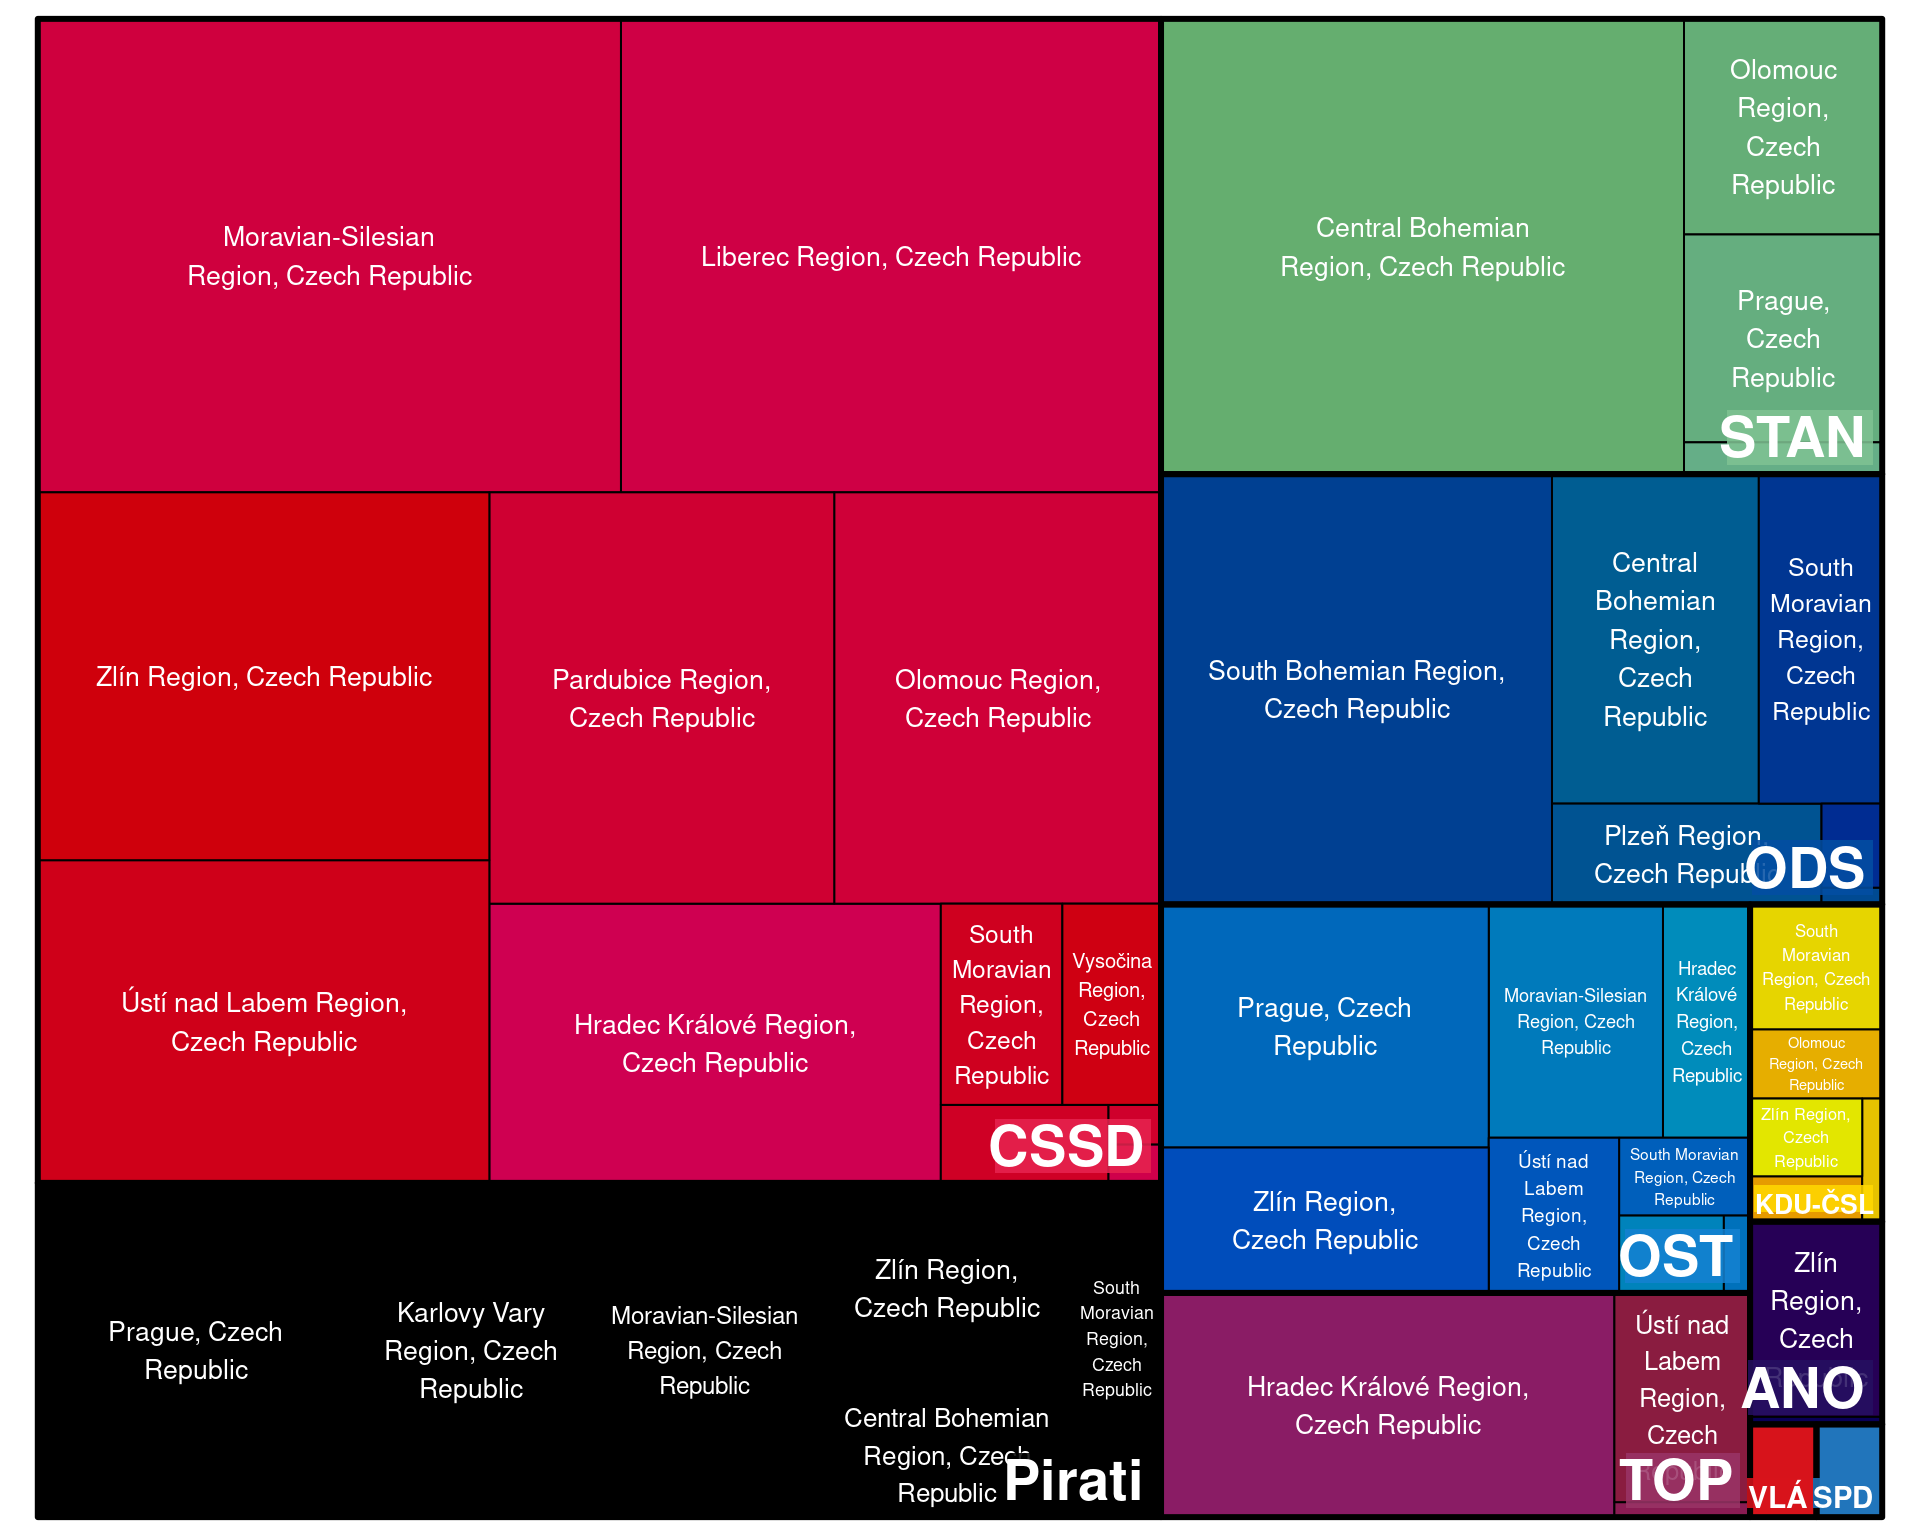 Moravian-Silesian
Region, Czech Republic
Liberec Region, Czech Republic
Zlín Region, Czech Republic
Pardubice Region,
Czech Republic
Olomouc Region,
Czech Republic
Ústí nad Labem Region,
Czech Republic
Hradec Králové Region,
Czech Republic
South
Moravian
Region,
Czech
Republic
Vysočina
Region,
Czech
Republic
CSSD
Prague, Czech
Republic
Karlovy Vary
Region, Czech
Republic
Moravian-Silesian
Region, Czech
Republic
Zlín Region,
Czech Republic
Central Bohemian
Region, Czech
Republic
South
Moravian
Region,
Czech
Republic
Pirati
Central Bohemian
Region, Czech Republic
Olomouc
Region,
Czech
Republic
Prague,
Czech
Republic
STAN
South Bohemian Region,
Czech Republic
Central
Bohemian
Region,
Czech
Republic
South
Moravian
Region,
Czech
Republic
Plzeň Region,
Czech Republic
ODS
Prague, Czech
Republic
Moravian-Silesian
Region, Czech
Republic
Hradec
Králové
Region,
Czech
Republic
Zlín Region,
Czech Republic
Ústí nad
Labem
Region,
Czech
Republic
South Moravian
Region, Czech
Republic
OST
South
Moravian
Region, Czech
Republic
Olomouc
Region, Czech
Republic
Zlín Region,
Czech
Republic
KDU-ČSL
Hradec Králové Region,
Czech Republic
Ústí nad
Labem
Region,
Czech
Republic
TOP
Zlín
Region,
Czech
Republic
ANO
VLÁ
SPD